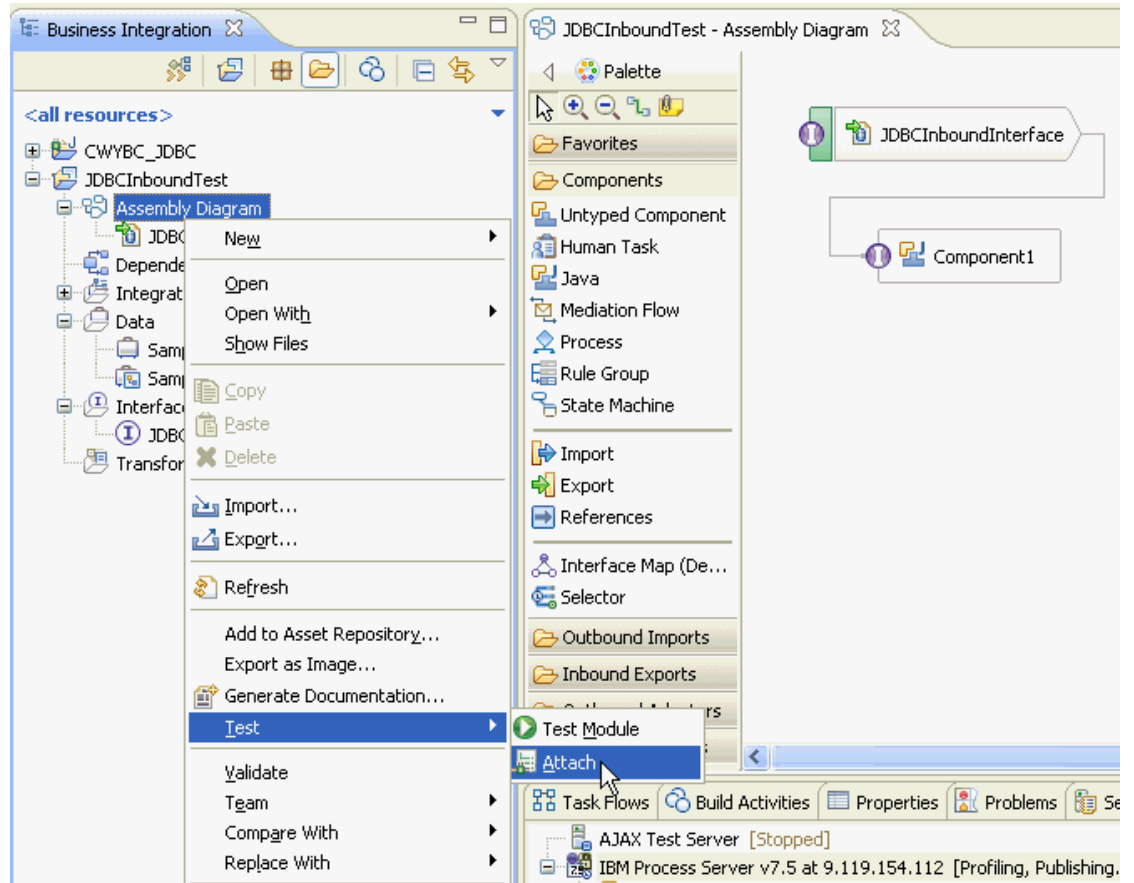 Business Integration
<all resources>
CWYBC_JDBC
JDBCInboundTest
Assembly Diagram
JDBC
Depende
Integrat
Data
Sam
Sam
Interfac
JDBC
Transfor
New
Open
Open With
Show Files
Copy
Paste
Delete
Import...
Export...
Refresh
Add to Asset Repository...
Export as Image...
Generate Documentation...
Test
Validate
Team
Compare With
Replace With
Test Module
Attach
JDBCInboundTest - Assembly Diagram
Palette
Favorites
Components
Untyped Component
Human Task
Java
Mediation Flow
Process
Rule Group
State Machine
Import
Export
References
Interface Map (De...
Selector
Outbound Imports
Inbound Exports
JDBCInboundInterface
Component1
Task Flows Build Activities Properties Problems Se
AJAX Test Server [Stopped]
IBM Process Server v7.5 at 9.119.154.112 [Profiling, Publishing.